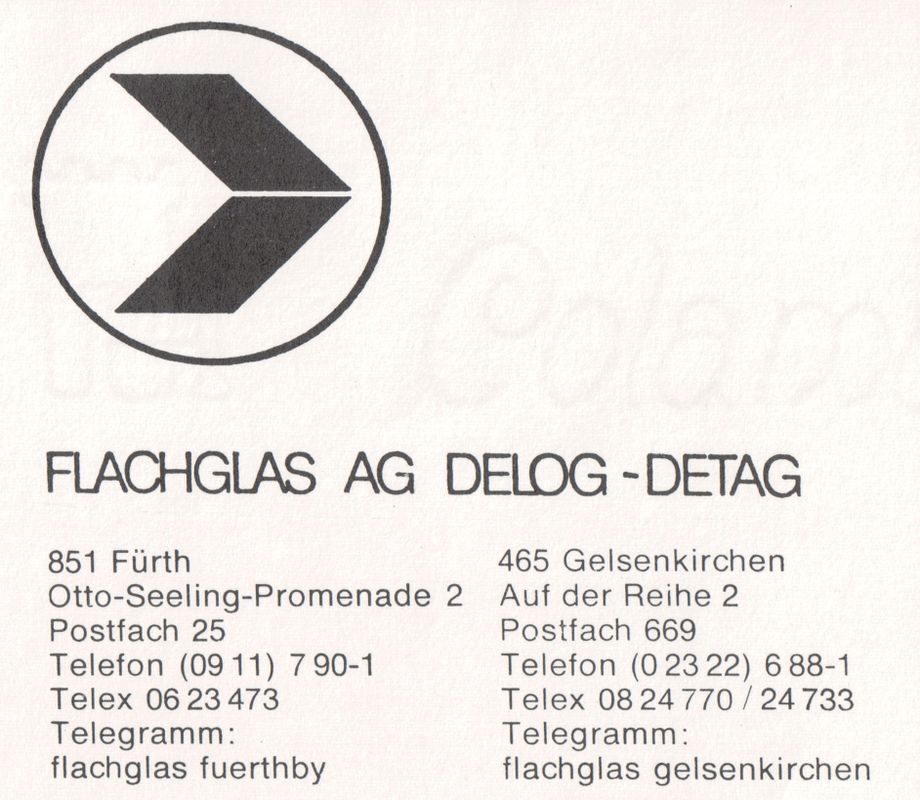 FLACHGLAS AG DELOG-DETAG
851 Fürth
Otto-Seeling-Promenade 2
Postfach 25
Telefon (09 11) 7 90-1
Telex 06 23 473
Telegramm:
flachglas fuerthby
465 Gelsenkirchen
Auf der Reihe 2
Postfach 669
Telefon (0 23 22) 6 88-1
Telex 08 24 770 / 24 733
Telegramm:
flachglas gelsenkirchen